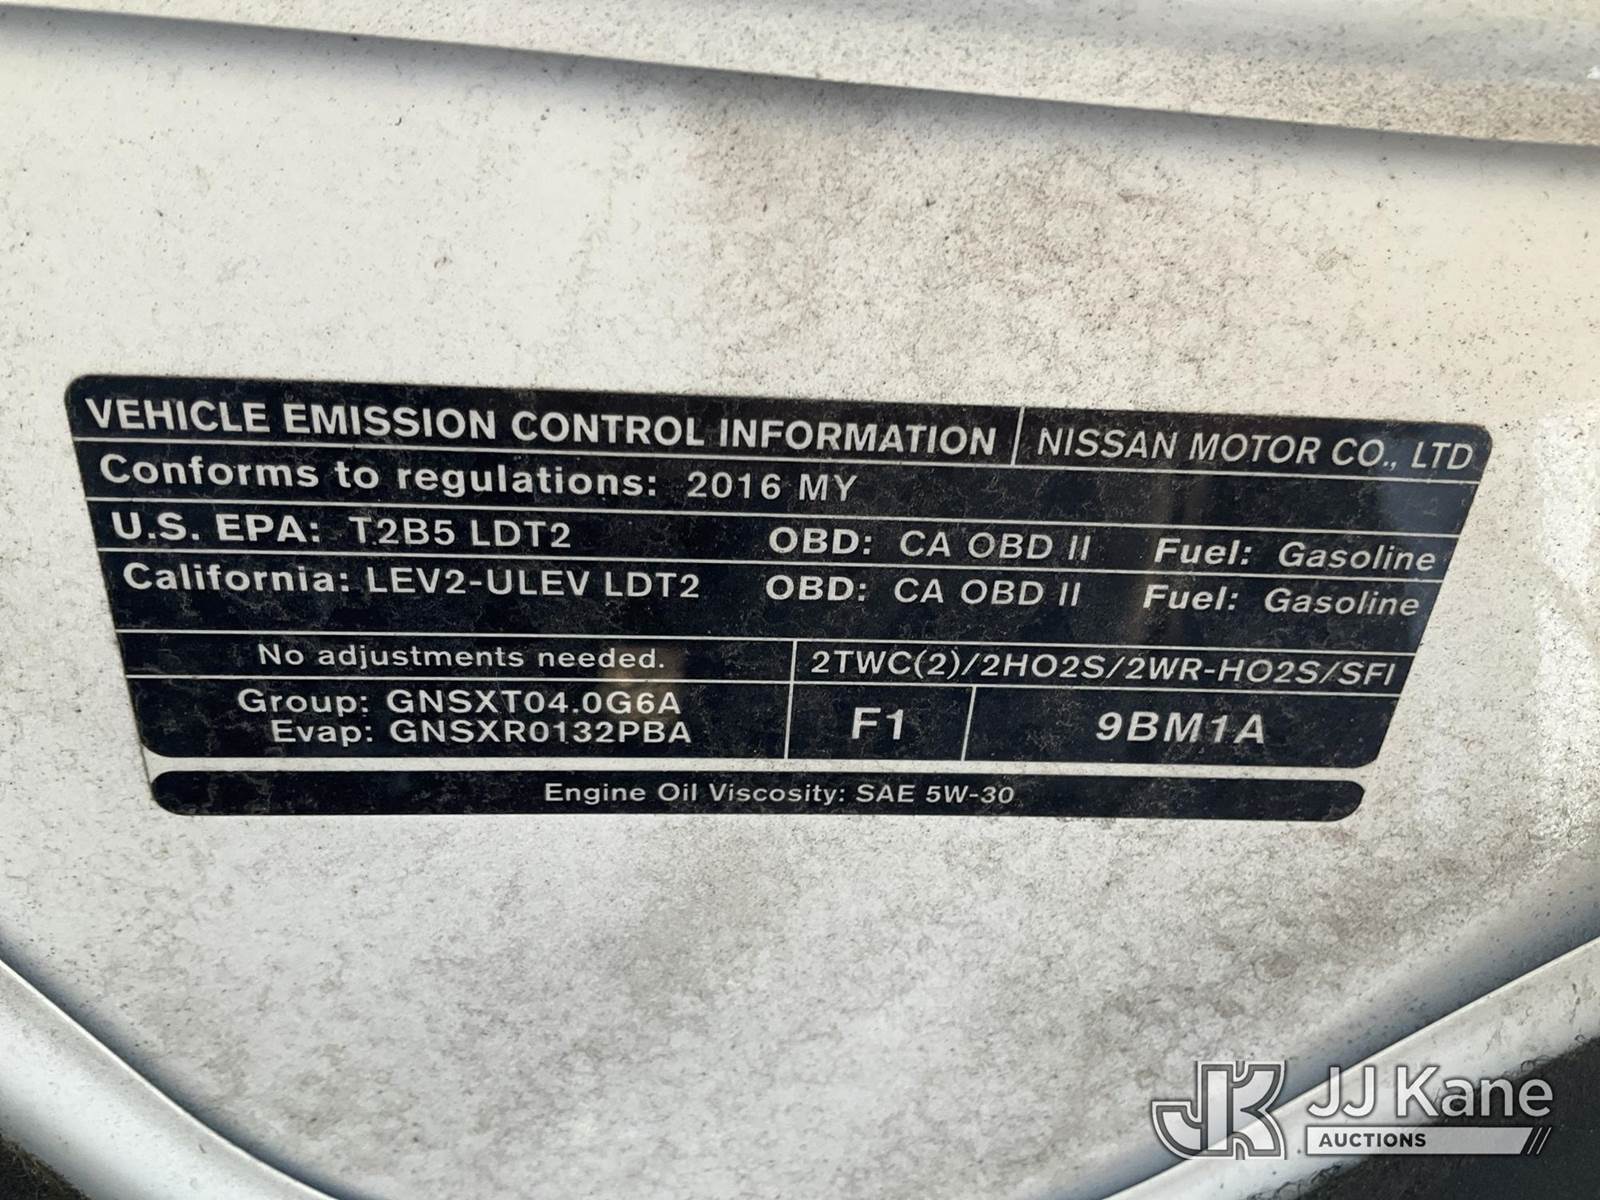 VEHICLE EMISSION CONTROL INFORMATION NISSAN MOTOR CO., LTD
Conforms to regulations: 2016 MY
U.S. EPA: T2B5 LDT2 OBD: CA OBD II Fuel: Gasoline
California: LEV2-ULEV LDT2 OBD: CA OBD II Fuel: Gasoline
No adjustments needed. 2TWC(2)/2HO2S/2WR-HO2S/SFI
Group: GNSXT04.0G6A
Evap: GNSXR0132PBA
F1 9BM1A
Engine Oil Viscosity: SAE 5W-30
JK JJ Kane
AUCTIONS